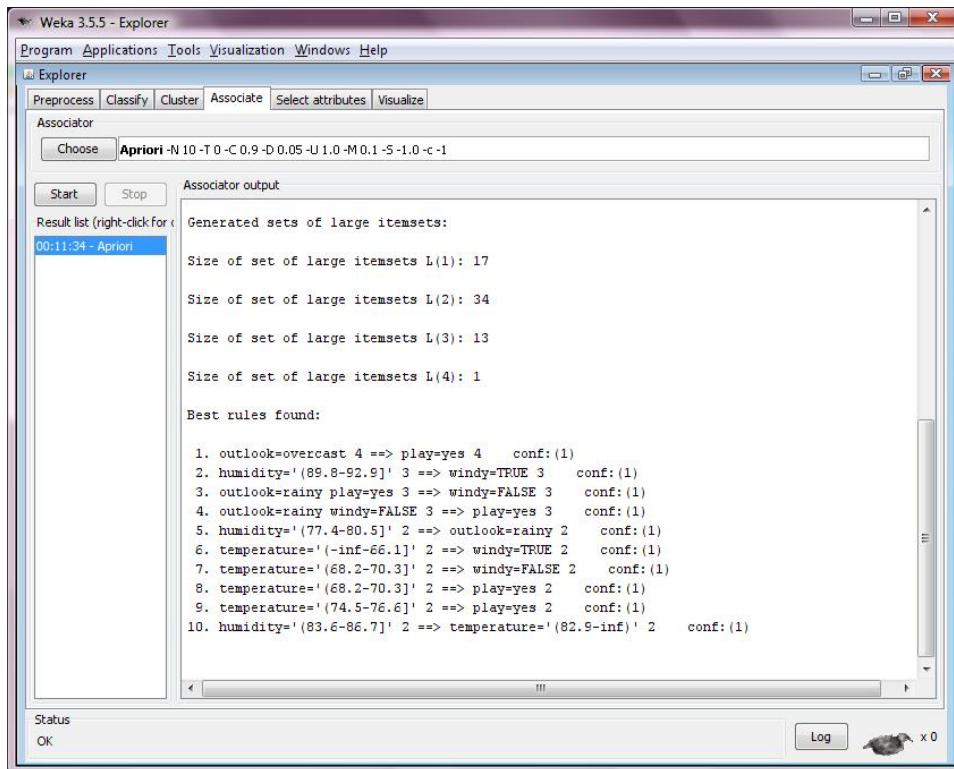 Weka 3.5.5 - Explorer
Program Applications Tools Visualization Windows Help
Explorer
Preprocess Classify Cluster Associate Select attributes Visualize
Associator
Choose Apriori -N 10 -T 0 -C 0.9 -D 0.05 -U 1.0 -M 0.1 -S -1.0 -c -1
Start Stop
Result list (right-click for
00:11:34 - Apriori
Associator output
Generated sets of large itemsets:
Size of set of large itemsets L(1): 17
Size of set of large itemsets L(2): 34
Size of set of large itemsets L(3): 13
Size of set of large itemsets L(4): 1
Best rules found:
1. outlook=overcast 4 ==> play=yes 4 conf:(1)
2. humidity='(89.8-92.9]' 3 ==> windy=TRUE 3 conf:(1)
3. outlook=rainy play=yes 3 ==> windy=FALSE 3 conf:(1)
4. outlook=rainy windy=FALSE 3 ==> play=yes 3 conf:(1)
5. humidity='(77.4-80.5]' 2 ==> outlook=rainy 2 conf:(1)
6. temperature='(-inf-66.1]' 2 ==> windy=TRUE 2 conf:(1)
7. temperature='(68.2-70.3]' 2 ==> windy=FALSE 2 conf:(1)
8. temperature='(68.2-70.3]' 2 ==> play=yes 2 conf:(1)
9. temperature='(74.5-76.6]' 2 ==> play=yes 2 conf:(1)
10. humidity='(83.6-86.7]' 2 ==> temperature='(82.9-inf)' 2 conf:(1)
Status
OK
Log
x 0